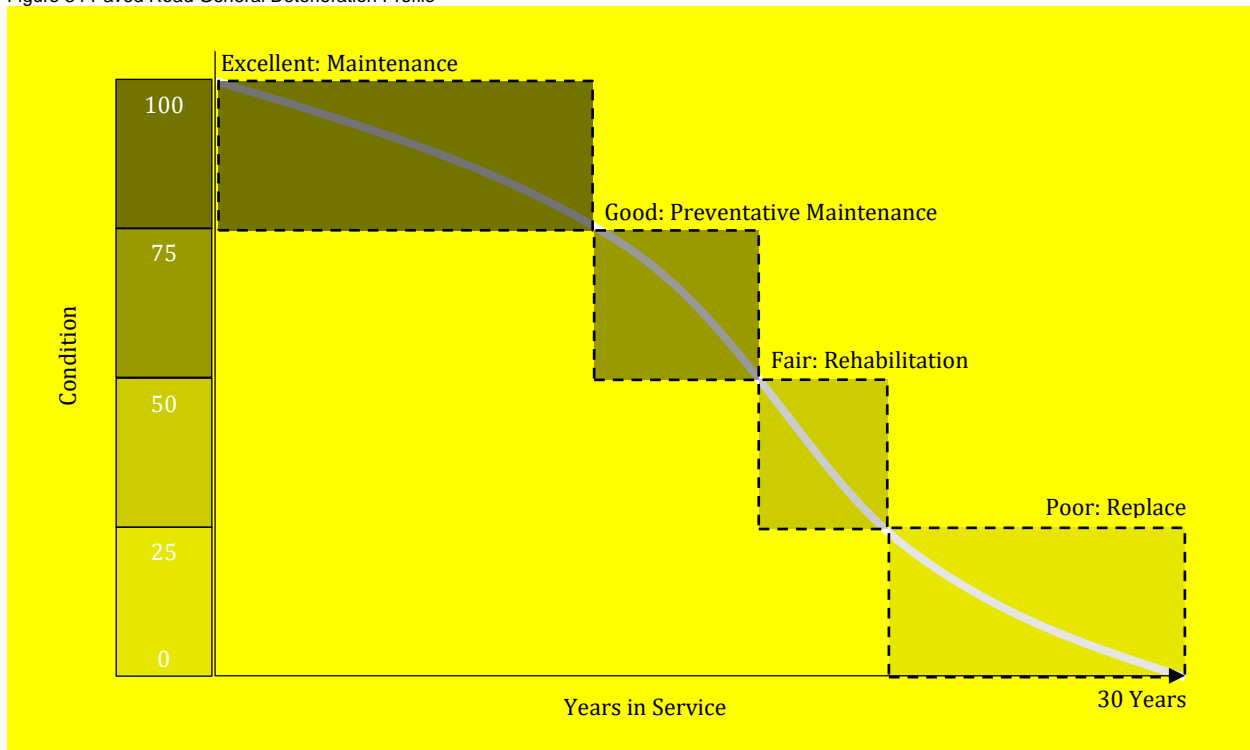 Excellent: Maintenance
100
Good: Preventative Maintenance
75
Condition
Fair: Rehabilitation
50
Poor: Replace
25
0
30 Years
Years in Service